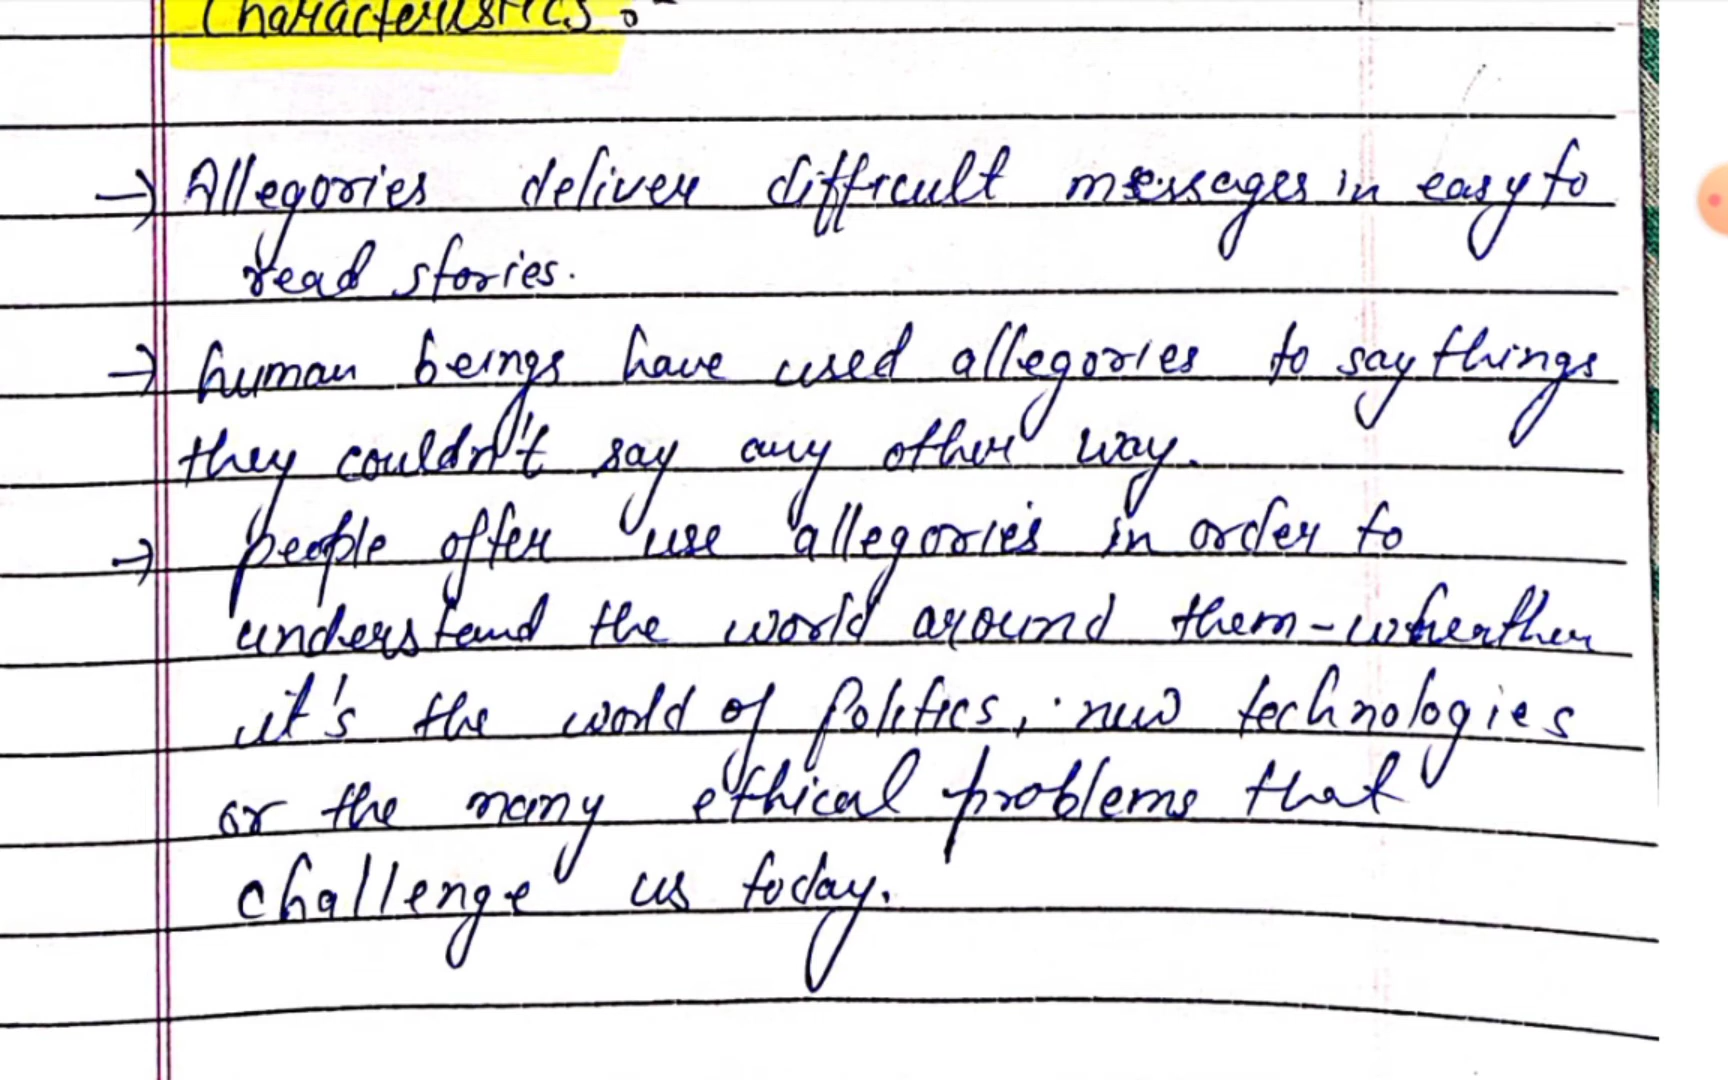 Characteristics :-
→ Allegories deliver difficult messages in easy to
read stories.
→ human beings have used allegories to say things
they couldn't say any other way.
→ people often use allegories in order to
understand the world around them - wheather
it's the world of Politics, new technologies
or the many ethical problems that
challenge us today.